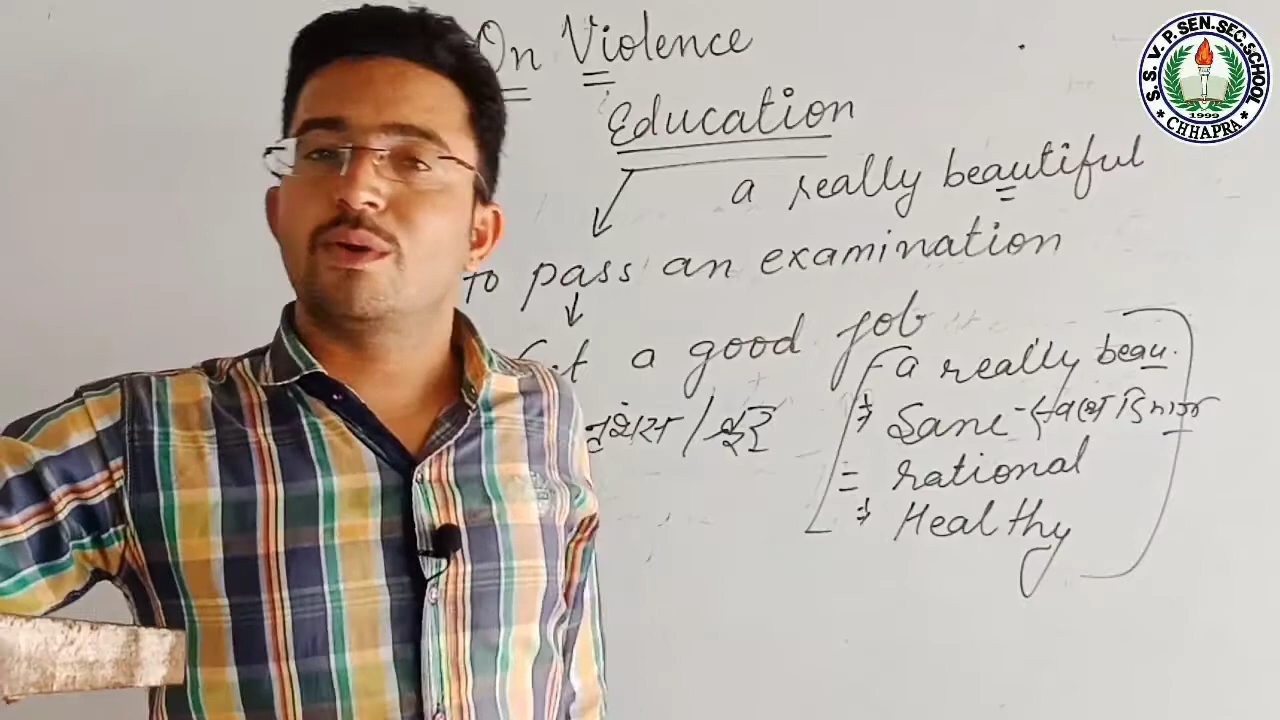 On Violence
Education
a really beautiful
To pass an examination
a good job
a really beau.
Sane -
= rational
Healthy
नृशंस / क्रूर
S. S. V. P. SEN. SEC. SCHOOL
1999
* CHHAPRA *